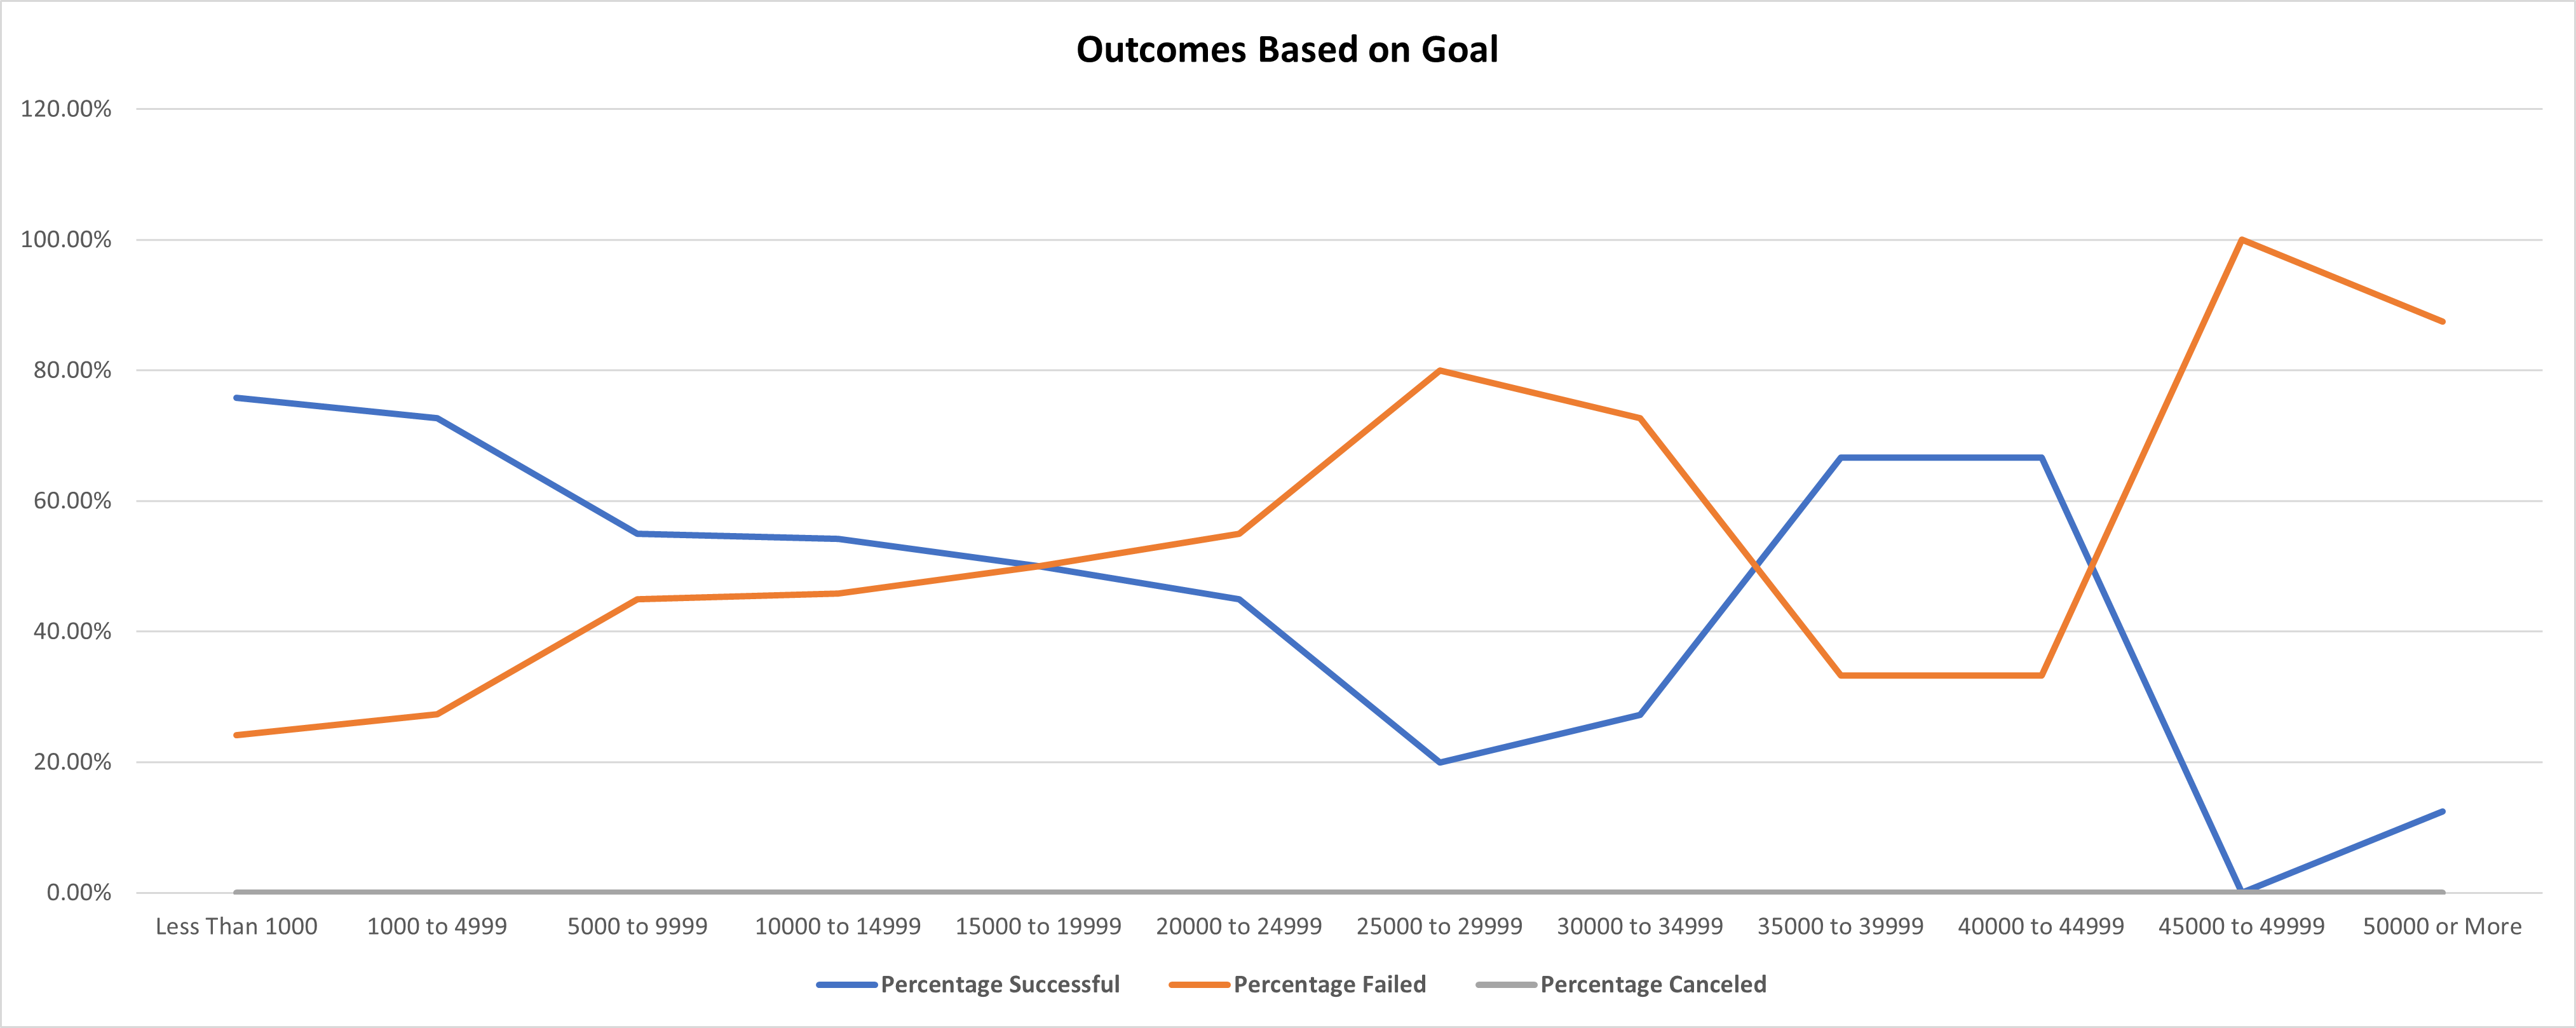 Outcomes Based on Goal
120.00%
100.00%
80.00%
60.00%
40.00%
20.00%
0.00%
Less Than 1000 1000 to 4999 5000 to 9999 10000 to 14999 15000 to 19999 20000 to 24999 25000 to 29999 30000 to 34999 35000 to 39999 40000 to 44999 45000 to 49999 50000 or More
Percentage Successful Percentage Failed Percentage Canceled